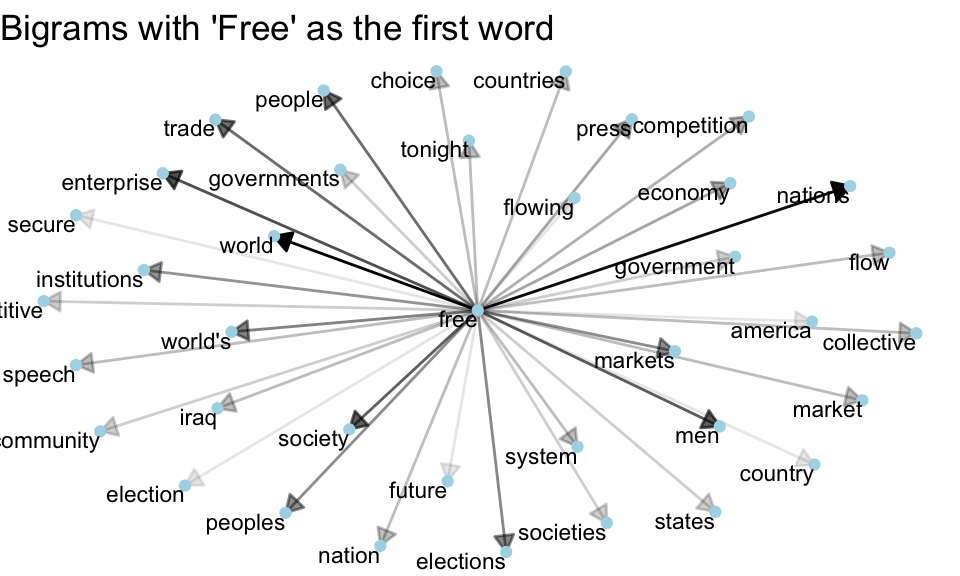 Bigrams with 'Free' as the first word
choice
countries
people
trade
press
competition
tonight
enterprise
governments
economy
nations
flowing
secure
world
government
flow
institutions
titive
free
america
collective
world's
markets
speech
market
iraq
men
community
society
system
country
future
election
peoples
societies
states
nation
elections